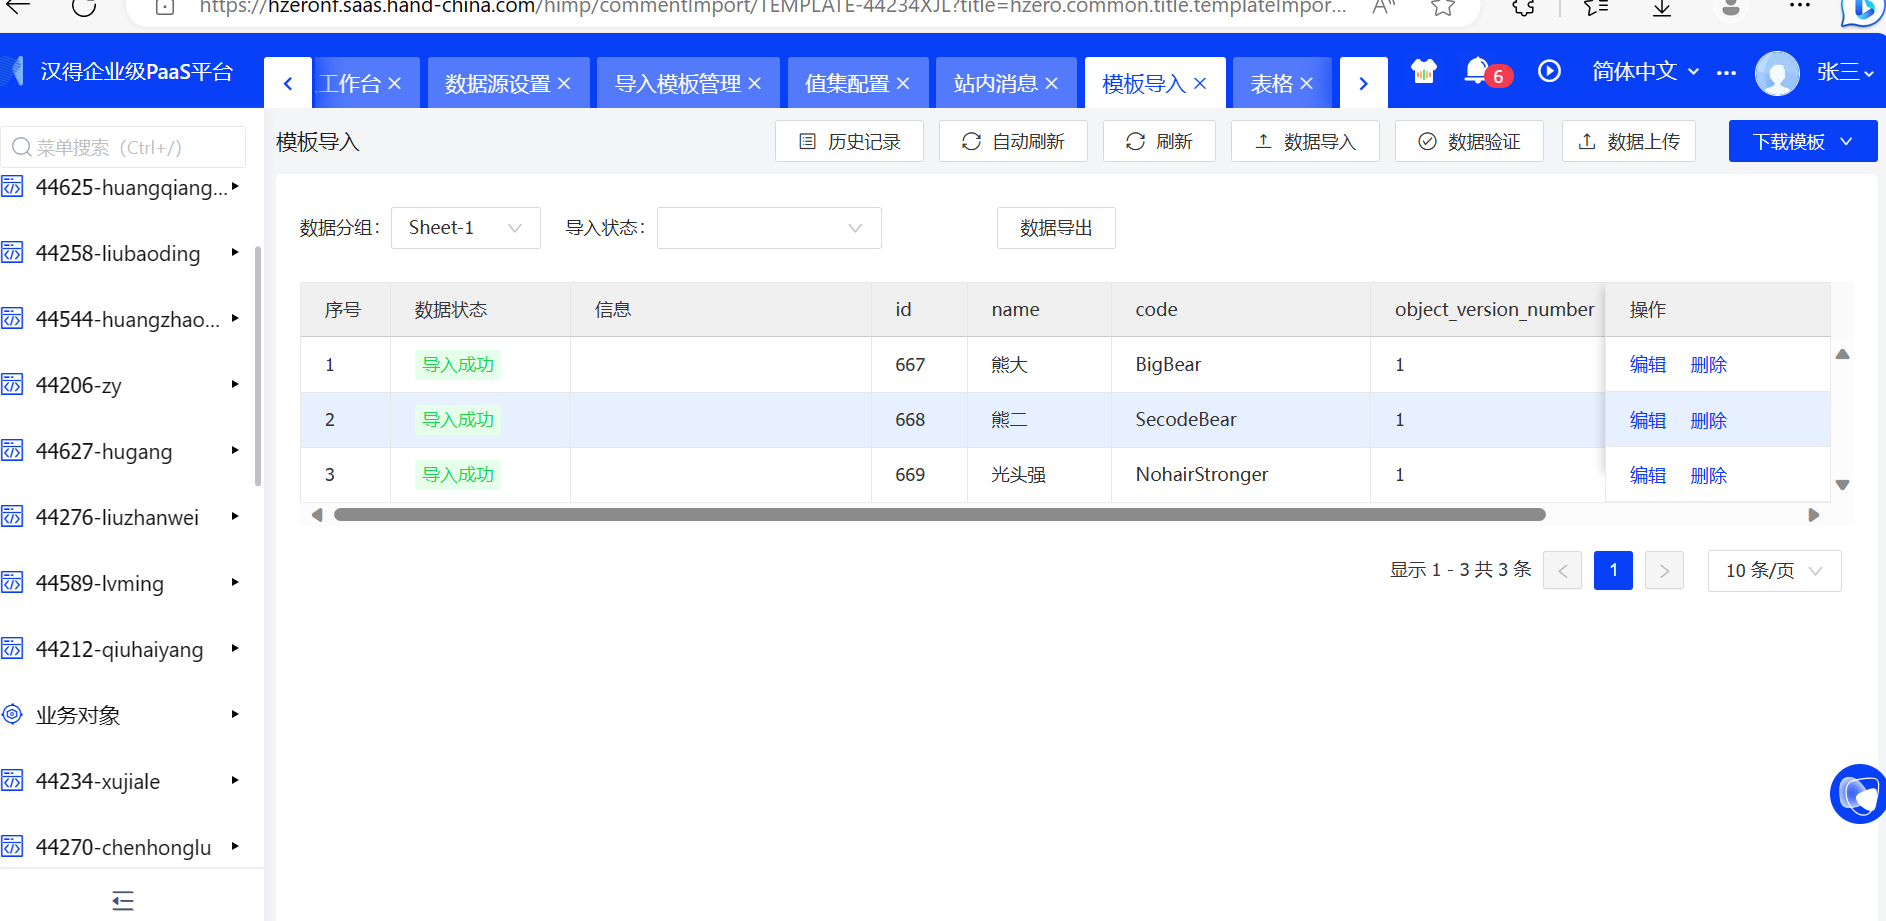 https://hzeronf.saas.hand-china.com/himp/commentImport/TEMPLATE-44234XJL?title=hzero.common.title.templateImpor...
汉得企业级PaaS平台
工作台
数据源设置
导入模板管理
值集配置
站内消息
模板导入
表格
6
简体中文
张三
菜单搜索（Ctrl+/）
44625-huangqiang...
44258-liubaoding
44544-huangzhao...
44206-zy
44627-hugang
44276-liuzhanwei
44589-lvming
44212-qiuhaiyang
业务对象
44234-xujiale
44270-chenhonglu
模板导入
历史记录
自动刷新
刷新
数据导入
数据验证
数据上传
下载模板
数据分组： Sheet-1 导入状态： 数据导出
序号 数据状态 信息 id name code object_version_number 操作
1 导入成功 667 熊大 BigBear 1 编辑 删除
2 导入成功 668 熊二 SecodeBear 1 编辑 删除
3 导入成功 669 光头强 NohairStronger 1 编辑 删除
显示 1 - 3 共 3 条 < 1 > 10 条/页